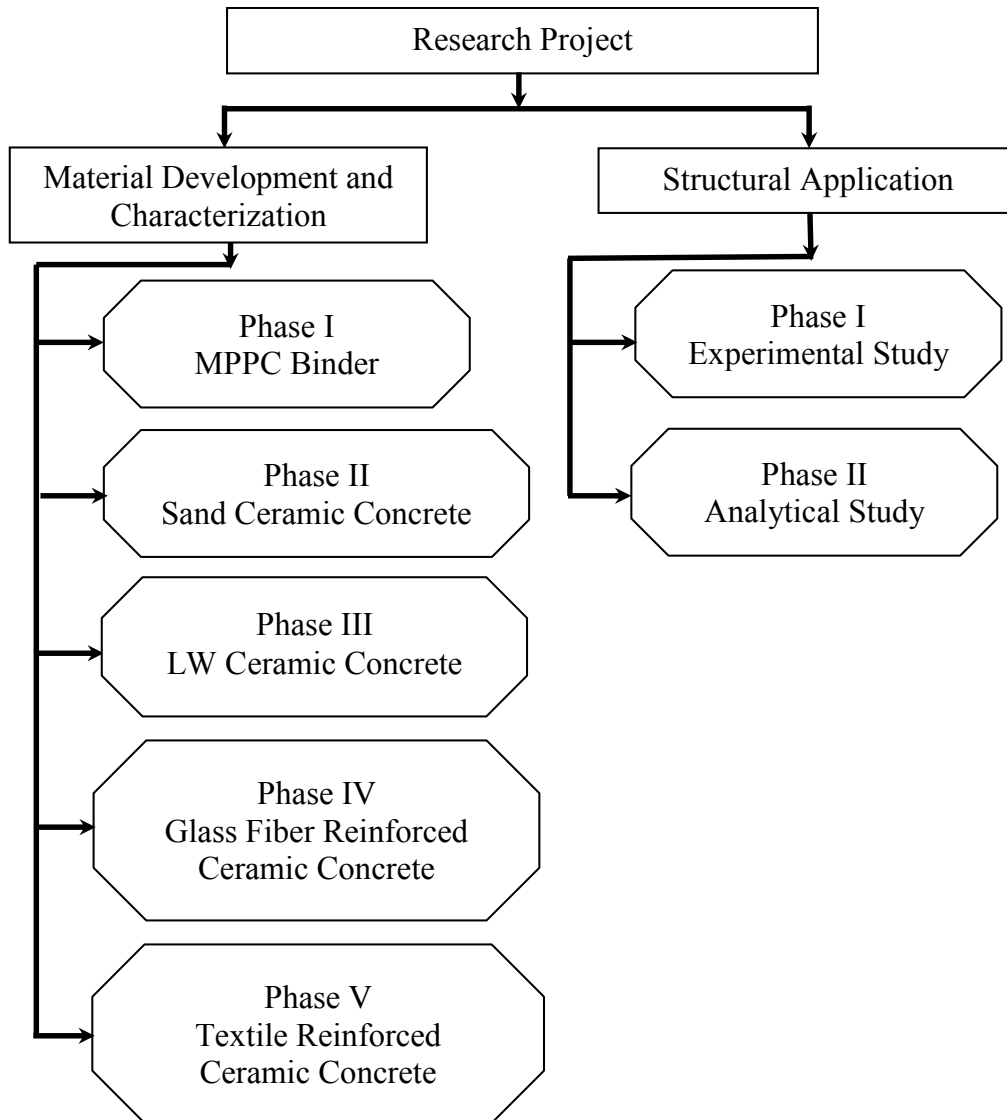 Research Project
Material Development and
Characterization
Structural Application
Phase I
MPPC Binder
Phase II
Sand Ceramic Concrete
Phase III
LW Ceramic Concrete
Phase IV
Glass Fiber Reinforced
Ceramic Concrete
Phase V
Textile Reinforced
Ceramic Concrete
Phase I
Experimental Study
Phase II
Analytical Study